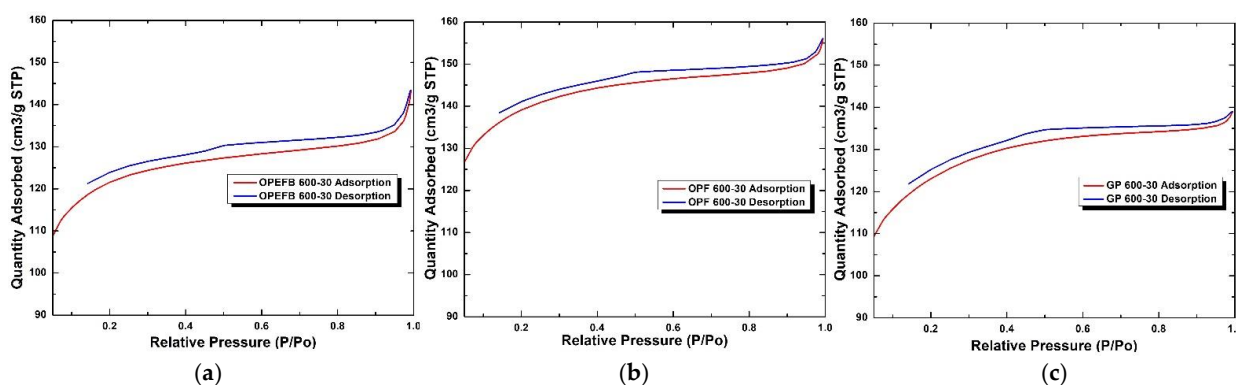 160
150
140
130
120
110
100
90
Quantity Adsorbed (cm3/g STP)
OPEFB 600-30 Adsorption
OPEFB 600-30 Desorption
0.2
0.4
0.6
0.8
1.0
Relative Pressure (P/Po)
(a)
160
150
140
130
120
110
100
90
Quantity Adsorbed (cm3/g STP)
OPF 600-30 Adsorption
OPF 600-30 Desorption
0.2
0.4
0.6
0.8
1.0
Relative Pressure (P/Po)
(b)
160
150
140
130
120
110
100
90
Quantity Adsorbed (cm3/g STP)
GP 600-30 Adsorption
GP 600-30 Desorption
0.2
0.4
0.6
0.8
1.
Relative Pressure (P/Po)
(c)